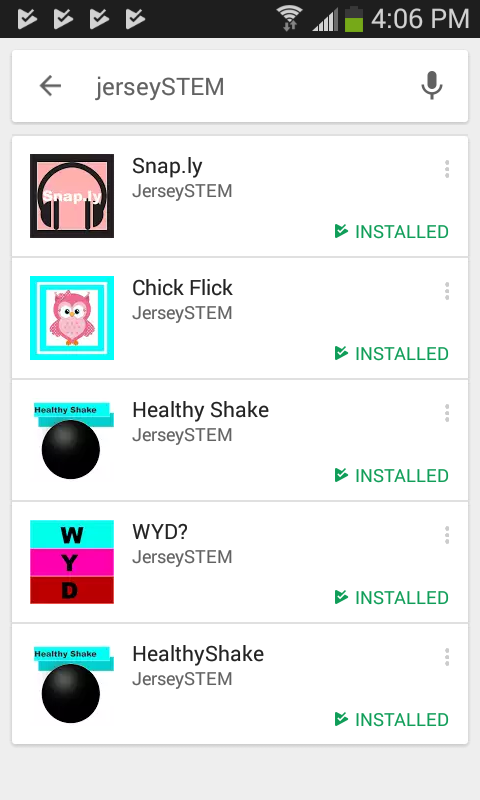 4:06 PM
jerseySTEM
Snap.ly
Snap.ly
JerseySTEM
INSTALLED
Chick Flick
JerseySTEM
INSTALLED
Healthy Shake
Healthy Shake
JerseySTEM
INSTALLED
W
Y
D
WYD?
JerseySTEM
INSTALLED
Healthy Shake
HealthyShake
JerseySTEM
INSTALLED